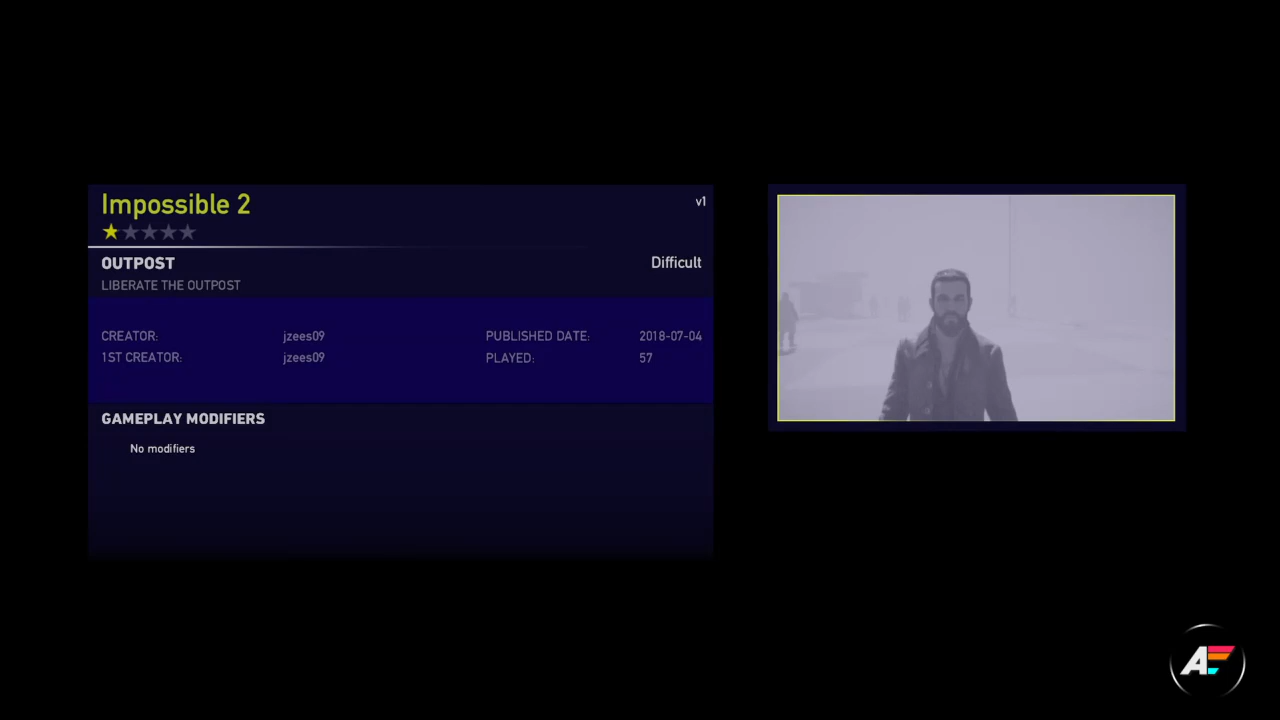 Impossible 2
v1
OUTPOST
Difficult
LIBERATE THE OUTPOST
CREATOR: jzees09 PUBLISHED DATE: 2018-07-04
1ST CREATOR: jzees09 PLAYED: 57
GAMEPLAY MODIFIERS
No modifiers
AF